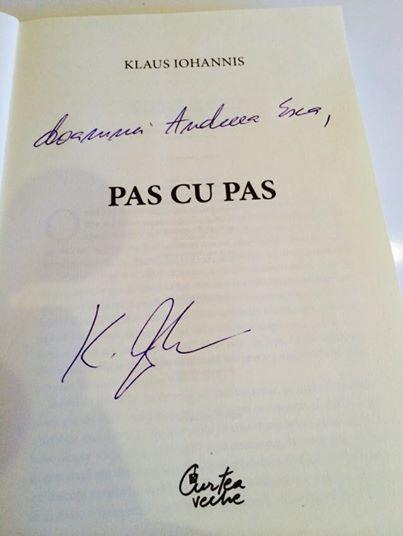 KLAUS IOHANNIS
doamnei Andreea Esca,
PAS CU PAS
K. 
Curtea
veche